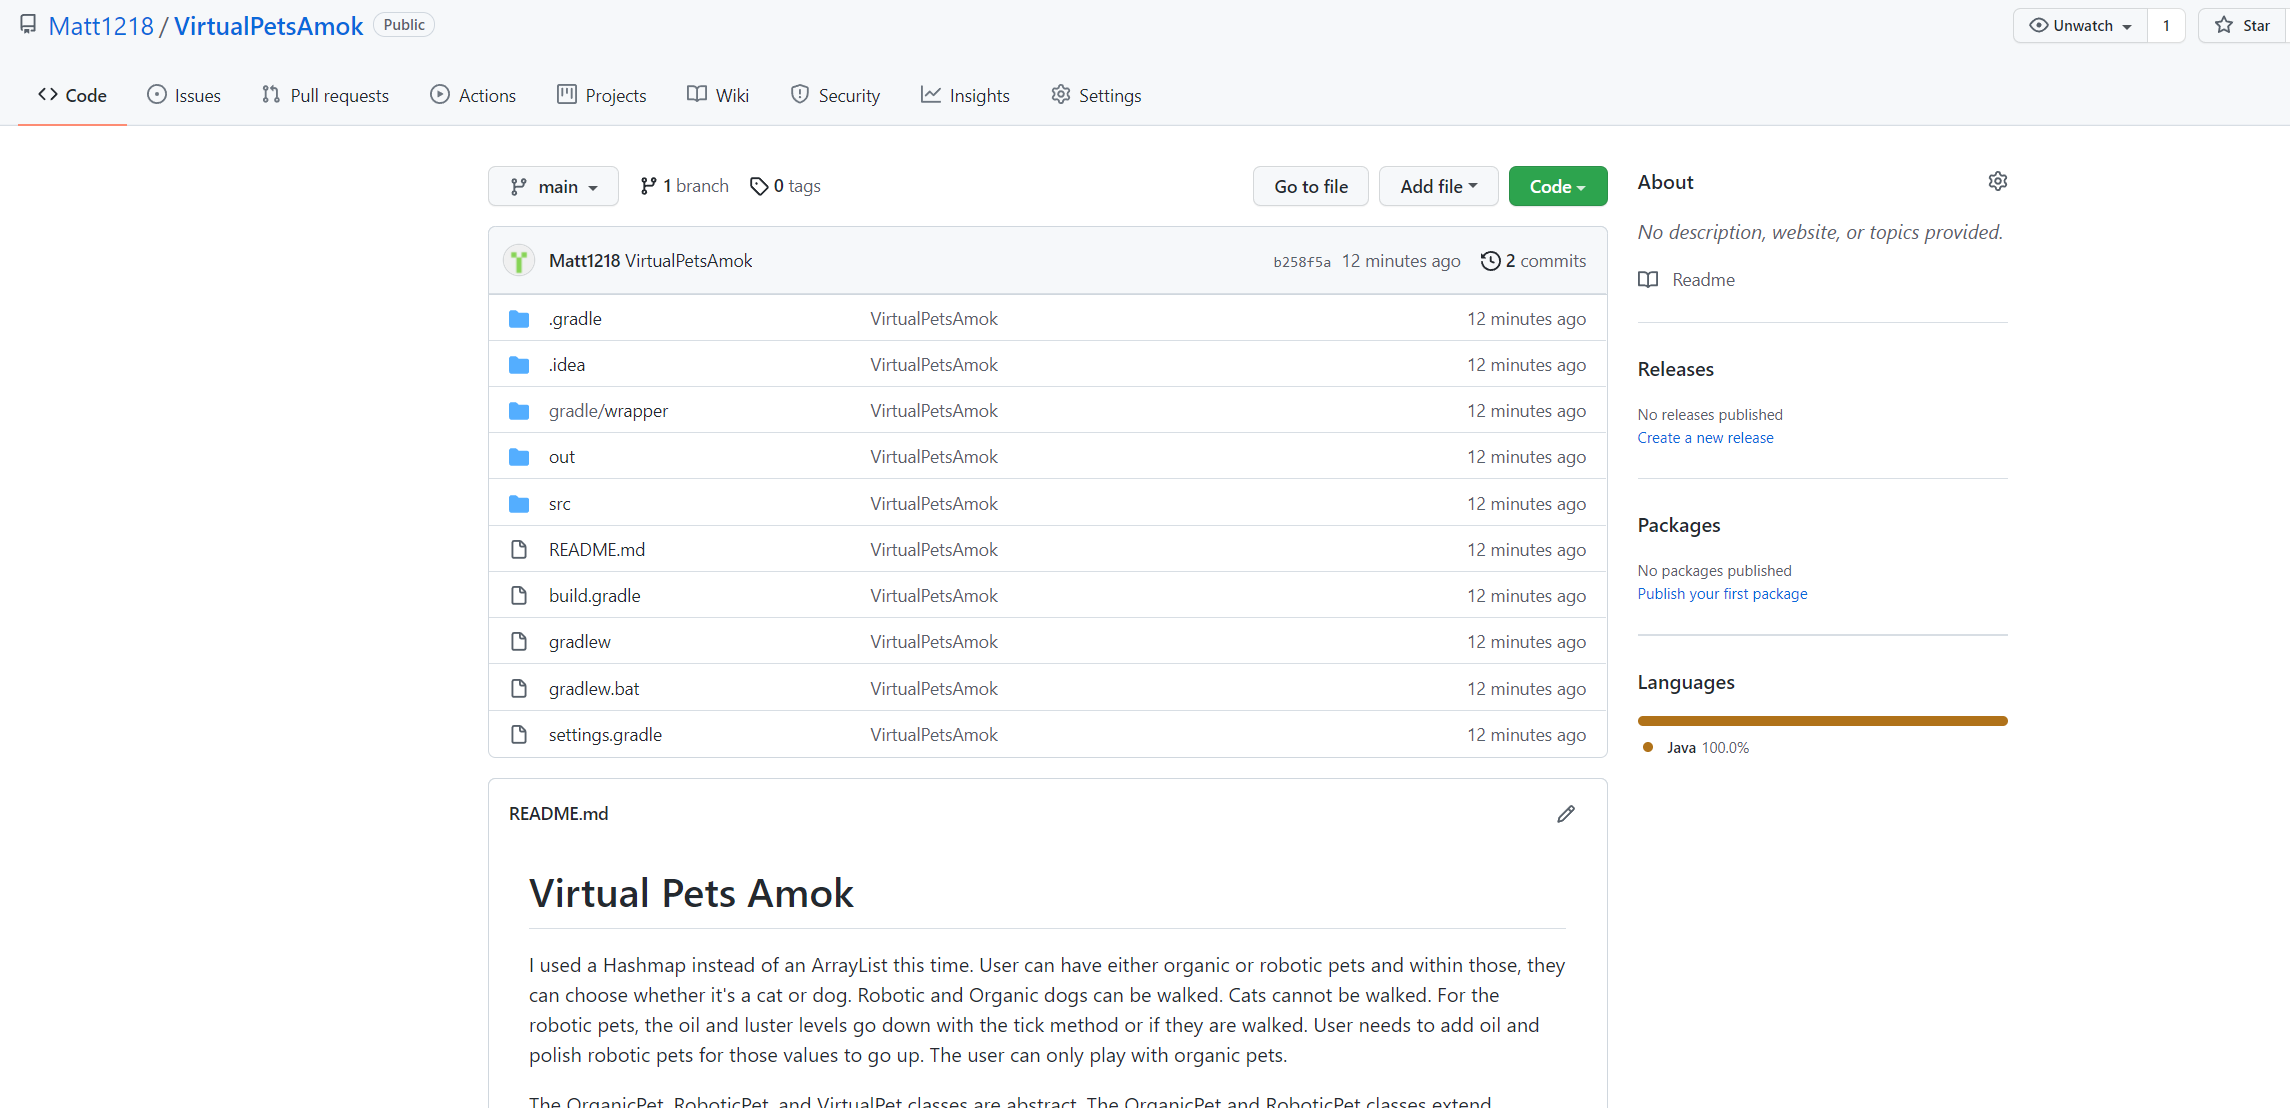 Matt1218 / VirtualPetsAmok Public
Unwatch 1 Star
Code Issues Pull requests Actions Projects Wiki Security Insights Settings
main 1 branch 0 tags Go to file Add file Code
Matt1218 VirtualPetsAmok b258f5a 12 minutes ago 2 commits
.gradle VirtualPetsAmok 12 minutes ago
.idea VirtualPetsAmok 12 minutes ago
gradle/wrapper VirtualPetsAmok 12 minutes ago
out VirtualPetsAmok 12 minutes ago
src VirtualPetsAmok 12 minutes ago
README.md VirtualPetsAmok 12 minutes ago
build.gradle VirtualPetsAmok 12 minutes ago
gradlew VirtualPetsAmok 12 minutes ago
gradlew.bat VirtualPetsAmok 12 minutes ago
settings.gradle VirtualPetsAmok 12 minutes ago
README.md
Virtual Pets Amok
I used a Hashmap instead of an ArrayList this time. User can have either organic or robotic pets and within those, they
can choose whether it's a cat or dog. Robotic and Organic dogs can be walked. Cats cannot be walked. For the
robotic pets, the oil and luster levels go down with the tick method or if they are walked. User needs to add oil and
polish robotic pets for those values to go up. The user can only play with organic pets.
The OrganicPet, RoboticPet, and VirtualPet classes are abstract. The OrganicPet and RoboticPet classes extend
About
No description, website, or topics provided.
Readme
Releases
No releases published
Create a new release
Packages
No packages published
Publish your first package
Languages
Java 100.0%